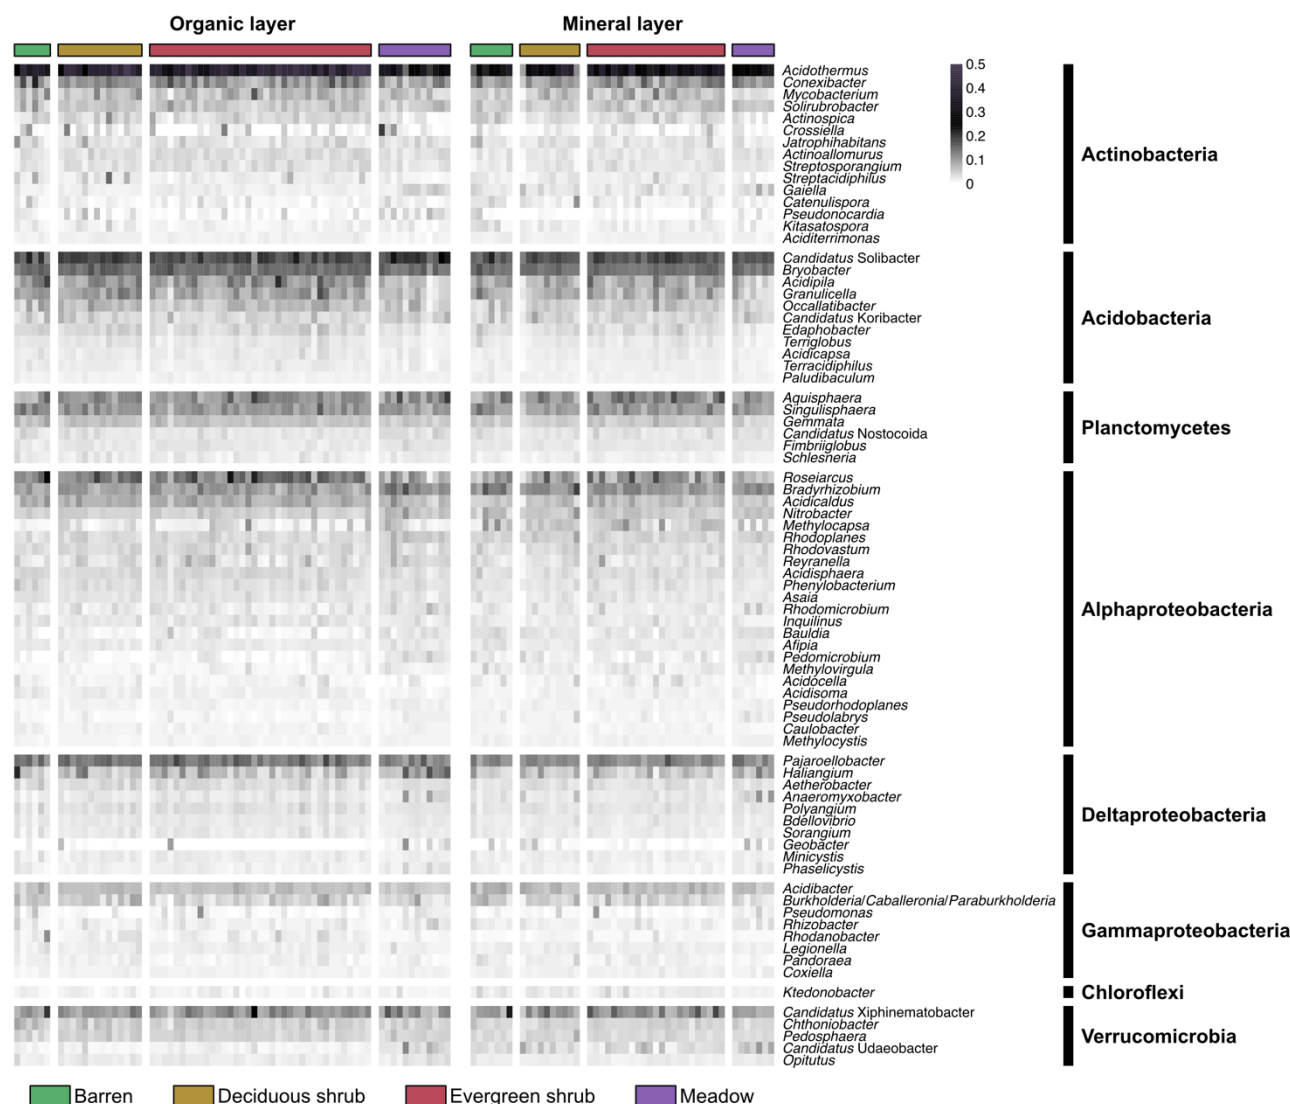 Organic layer
Mineral layer
0.5
0.4
0.3
0.2
0.1
0
Acidothermus
Conexibacter
Mycobacterium
Solirubrobacter
Actinospica
Crossiella
Jatrophihabitans
Actinoallomurus
Streptosporangium
Streptacidiphilus
Gaiella
Catenulispora
Pseudonocardia
Kitasatospora
Aciditerrimonas
Actinobacteria
Candidatus Solibacter
Bryobacter
Acidipila
Granulicella
Occallatibacter
Candidatus Koribacter
Edaphobacter
Terriglobus
Acidicapsa
Terracidiphilus
Paludibaculum
Acidobacteria
Aquisphaera
Singulisphaera
Gemmata
Candidatus Nostocoida
Fimbriiglobus
Schlesneria
Planctomycetes
Roseiarcus
Bradyrhizobium
Acidicaldus
Nitrobacter
Methylocapsa
Rhodoplanes
Rhodovastum
Reyranella
Acidisphaera
Phenylobacterium
Asaia
Rhodomicrobium
Inquilinus
Bauldia
Afipia
Pedomicrobium
Methylovirgula
Acidocella
Acidisoma
Pseudorhodoplanes
Pseudolabrys
Caulobacter
Methylocystis
Alphaproteobacteria
Pajaroellobacter
Haliangium
Aetherobacter
Anaeromyxobacter
Polyangium
Bdellovibrio
Sorangium
Geobacter
Minicystis
Phaselicystis
Deltaproteobacteria
Acidibacter
Burkholderia/Caballeronia/Paraburkholderia
Pseudomonas
Rhizobacter
Rhodanobacter
Legionella
Pandoraea
Coxiella
Gammaproteobacteria
Ktedonobacter
Chloroflexi
Candidatus Xiphinematobacter
Chthoniobacter
Pedosphaera
Candidatus Udaeobacter
Opitutus
Verrucomicrobia
Barren
Deciduous shrub
Evergreen shrub
Meadow